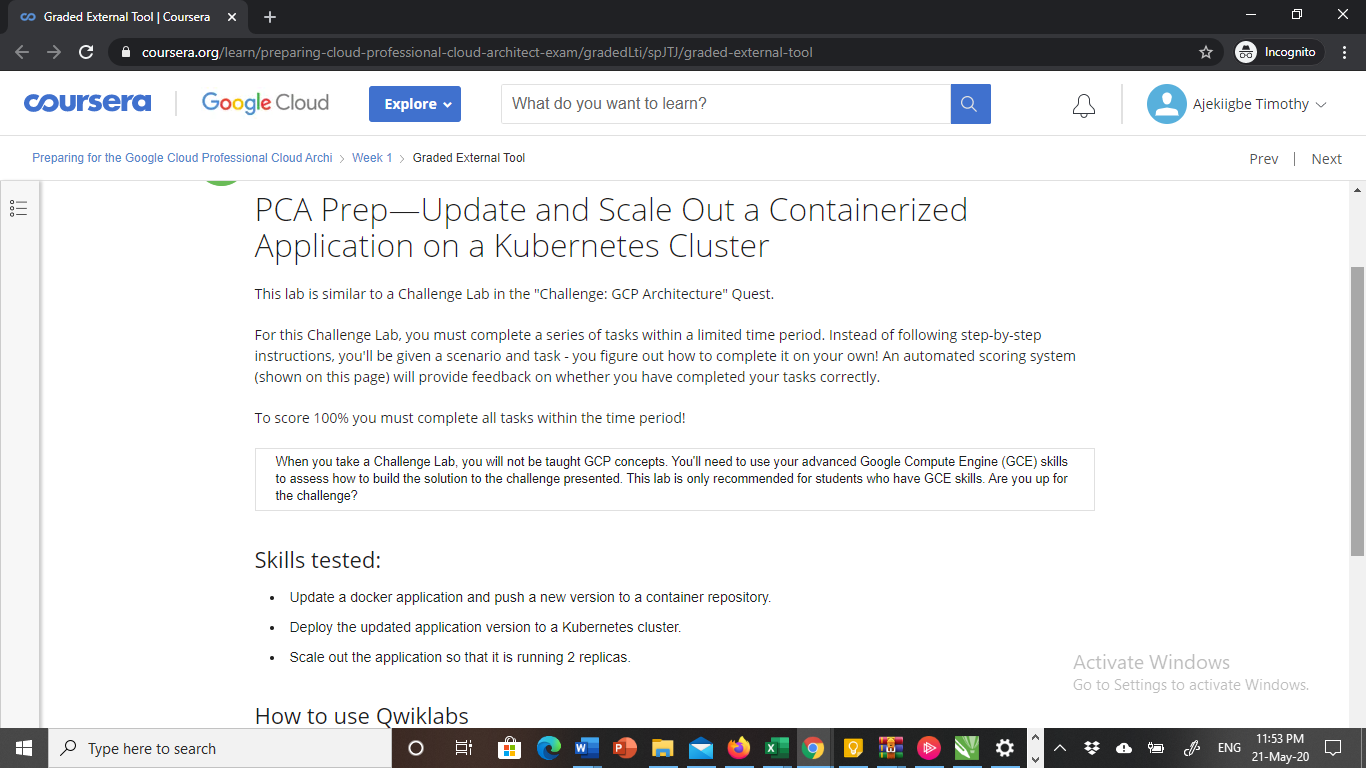 Graded External Tool | Coursera
coursera.org/learn/preparing-cloud-professional-cloud-architect-exam/gradedLti/spJTJ/graded-external-tool
Incognito
coursera
Google Cloud
Explore
What do you want to learn?
Ajekiigbe Timothy
Preparing for the Google Cloud Professional Cloud Archi > Week 1 > Graded External Tool
Prev | Next
PCA Prep—Update and Scale Out a Containerized
Application on a Kubernetes Cluster
This lab is similar to a Challenge Lab in the "Challenge: GCP Architecture" Quest.
For this Challenge Lab, you must complete a series of tasks within a limited time period. Instead of following step-by-step
instructions, you'll be given a scenario and task - you figure out how to complete it on your own! An automated scoring system
(shown on this page) will provide feedback on whether you have completed your tasks correctly.
To score 100% you must complete all tasks within the time period!
When you take a Challenge Lab, you will not be taught GCP concepts. You'll need to use your advanced Google Compute Engine (GCE) skills
to assess how to build the solution to the challenge presented. This lab is only recommended for students who have GCE skills. Are you up for
the challenge?
Skills tested:
• Update a docker application and push a new version to a container repository.
• Deploy the updated application version to a Kubernetes cluster.
• Scale out the application so that it is running 2 replicas.
Activate Windows
Go to Settings to activate Windows.
How to use Qwiklabs
Type here to search
ENG
11:53 PM
21-May-20